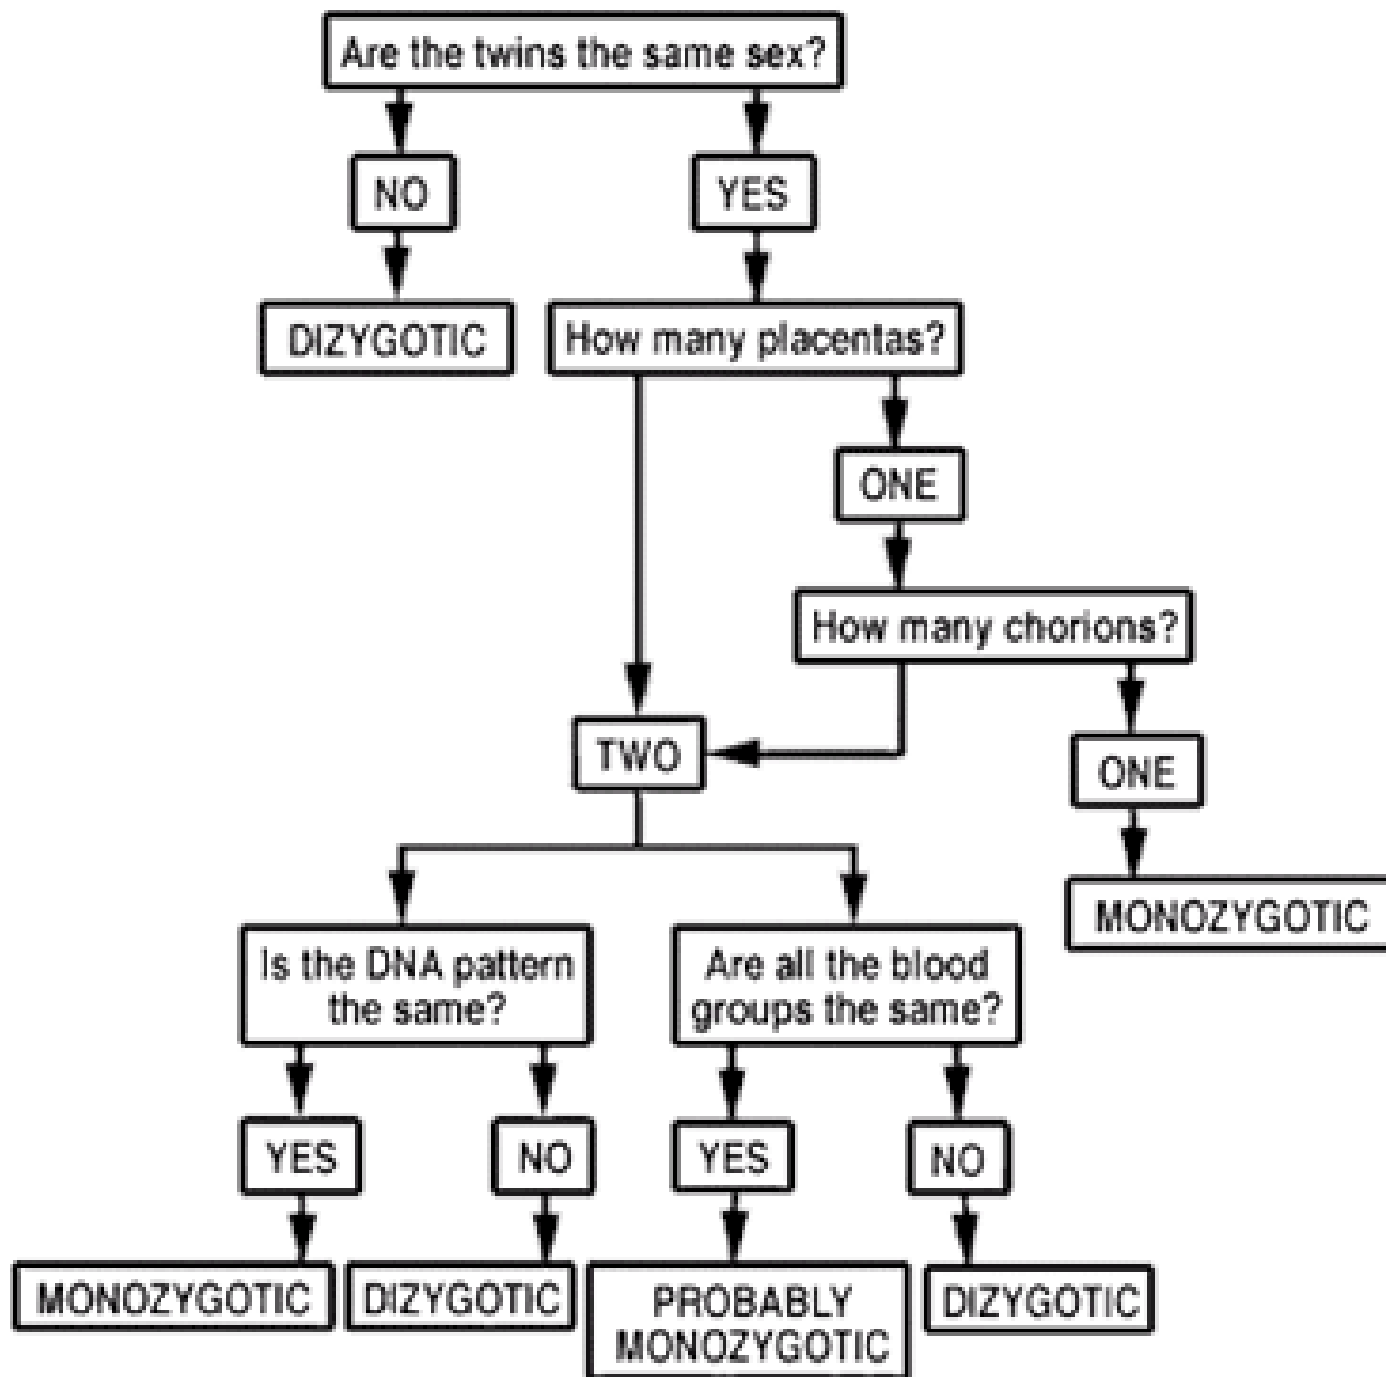 Are the twins the same sex?
NO
YES
DIZYGOTIC
How many placentas?
ONE
How many chorions?
TWO
ONE
MONOZYGOTIC
Is the DNA pattern
the same?
Are all the blood
groups the same?
YES
NO
YES
NO
MONOZYGOTIC
DIZYGOTIC
PROBABLY
MONOZYGOTIC
DIZYGOTIC